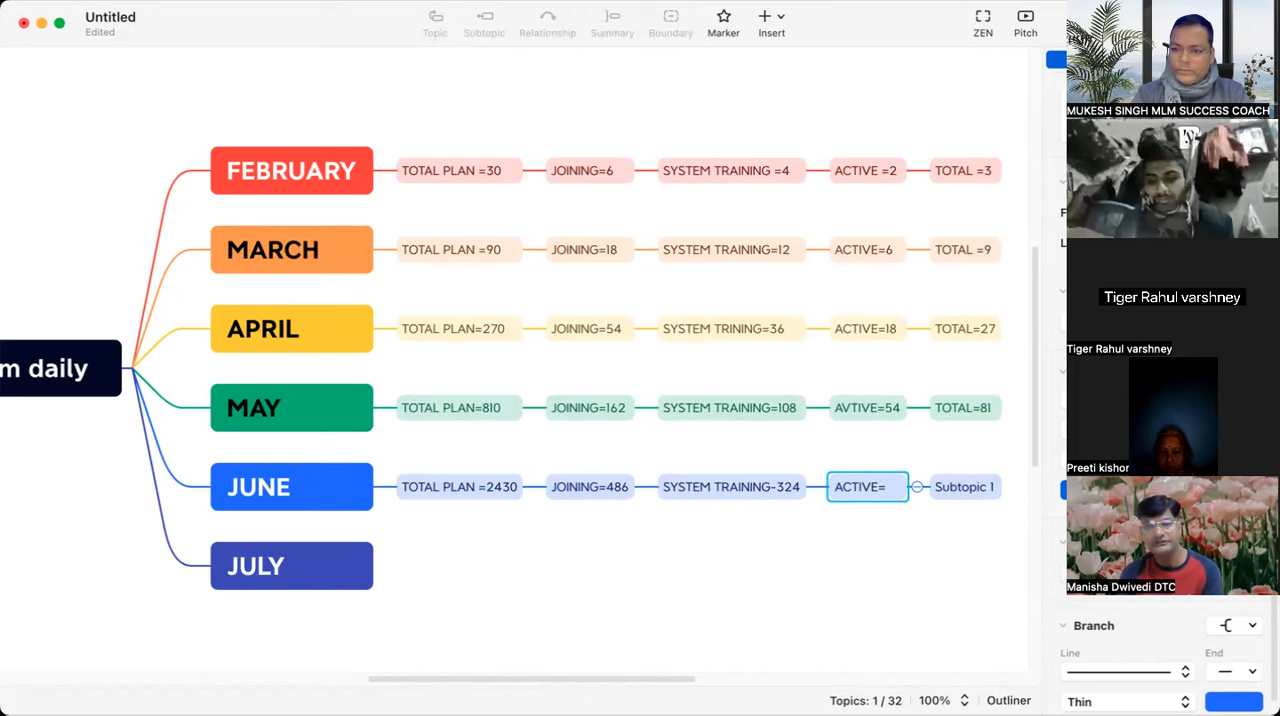 Untitled
Edited
Topic
Subtopic
Relationship
Summary
Boundary
Marker
Insert
ZEN
Pitch
MUKESH SINGH MLM SUCCESS COACH
FEBRUARY
TOTAL PLAN =30
JOINING=6
SYSTEM TRAINING =4
ACTIVE =2
TOTAL =3
MARCH
TOTAL PLAN =90
JOINING=18
SYSTEM TRAINING=12
ACTIVE=6
TOTAL =9
Tiger Rahul varshney
APRIL
TOTAL PLAN=270
JOINING=54
SYSTEM TRINING=36
ACTIVE=18
TOTAL=27
Tiger Rahul varshney
m daily
MAY
TOTAL PLAN=810
JOINING=162
SYSTEM TRAINING=108
AVTIVE=54
TOTAL=81
Preeti kishor
JUNE
TOTAL PLAN =2430
JOINING=486
SYSTEM TRAINING-324
ACTIVE=
Subtopic 1
JULY
Manisha Dwivedi DTC
Branch
Line
End
Thin
Topics: 1 / 32
100%
Outliner